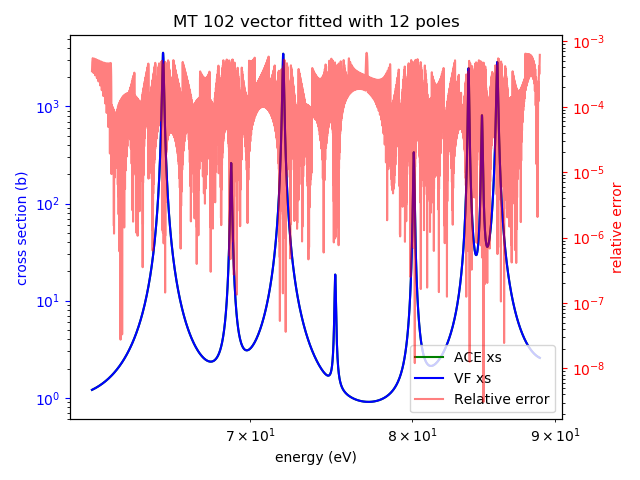 MT 102 vector fitted with 12 poles
10³
10²
10¹
10⁰
cross section (b)
10⁻³
10⁻⁴
10⁻⁵
10⁻⁶
10⁻⁷
10⁻⁸
relative error
ACE xs
VF xs
Relative error
7 × 10¹
8 × 10¹
9 × 10¹
energy (eV)